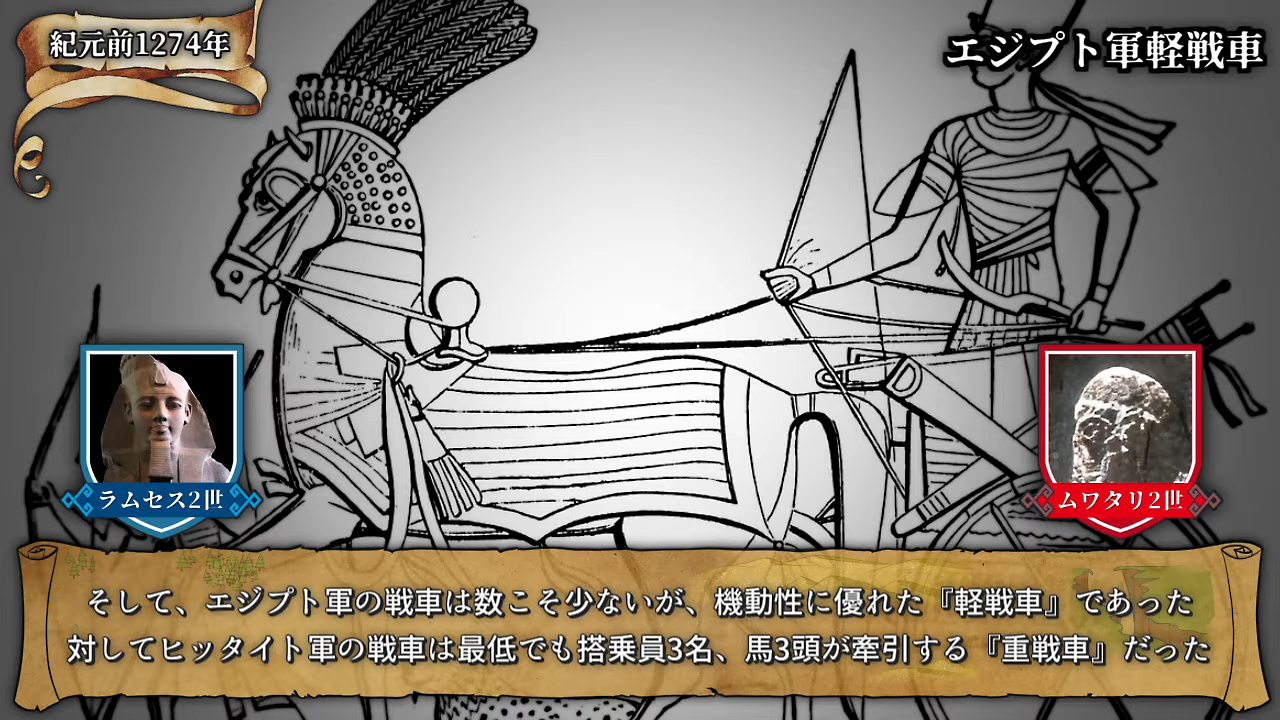 紀元前1274年
エジプト軍軽戦車
ラムセス2世
ムワタリ2世
そして、エジプト軍の戦車は数こそ少ないが、機動性に優れた『軽戦車』であった
対してヒッタイト軍の戦車は最低でも搭乗員3名、馬3頭が牽引する『重戦車』だった